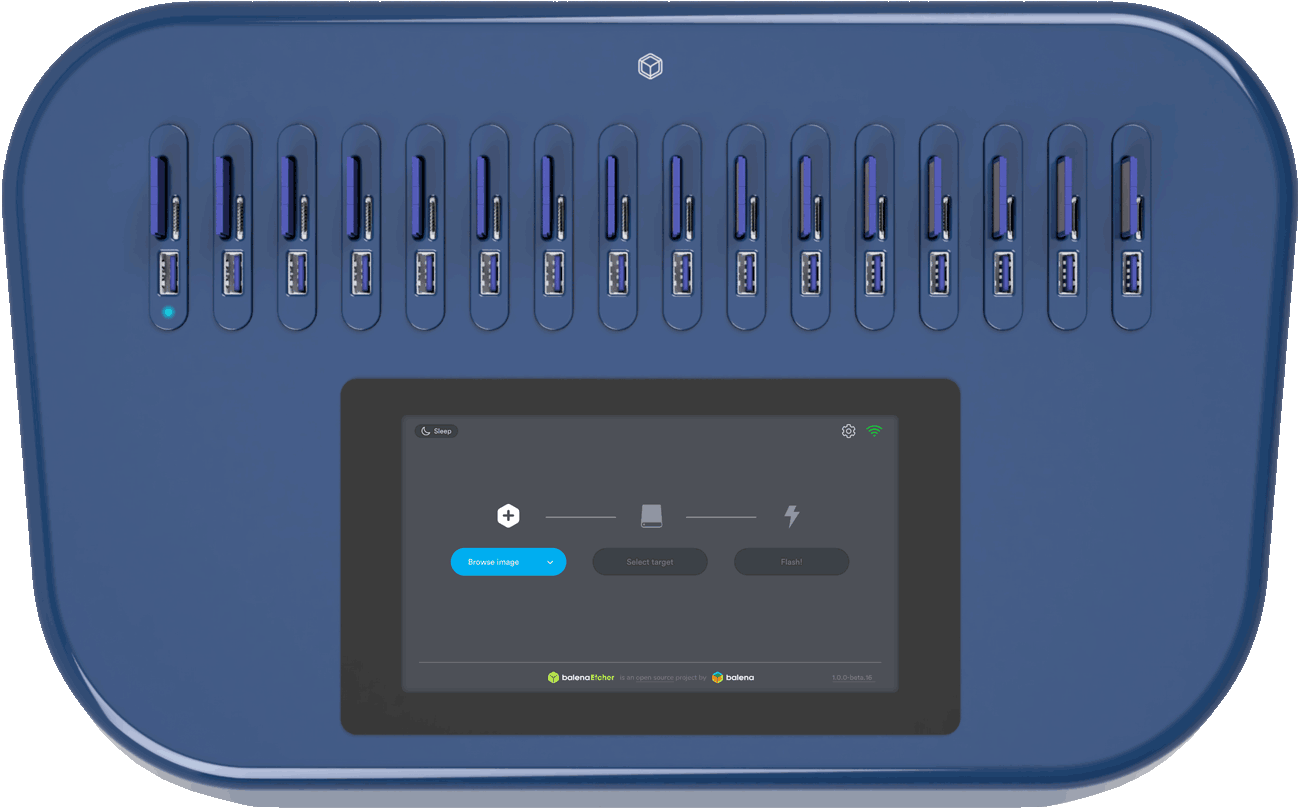 Sleep
Browse image
Select target
Flash!
balenaEtcher is an open source project by balena
1.0.0-beta.16